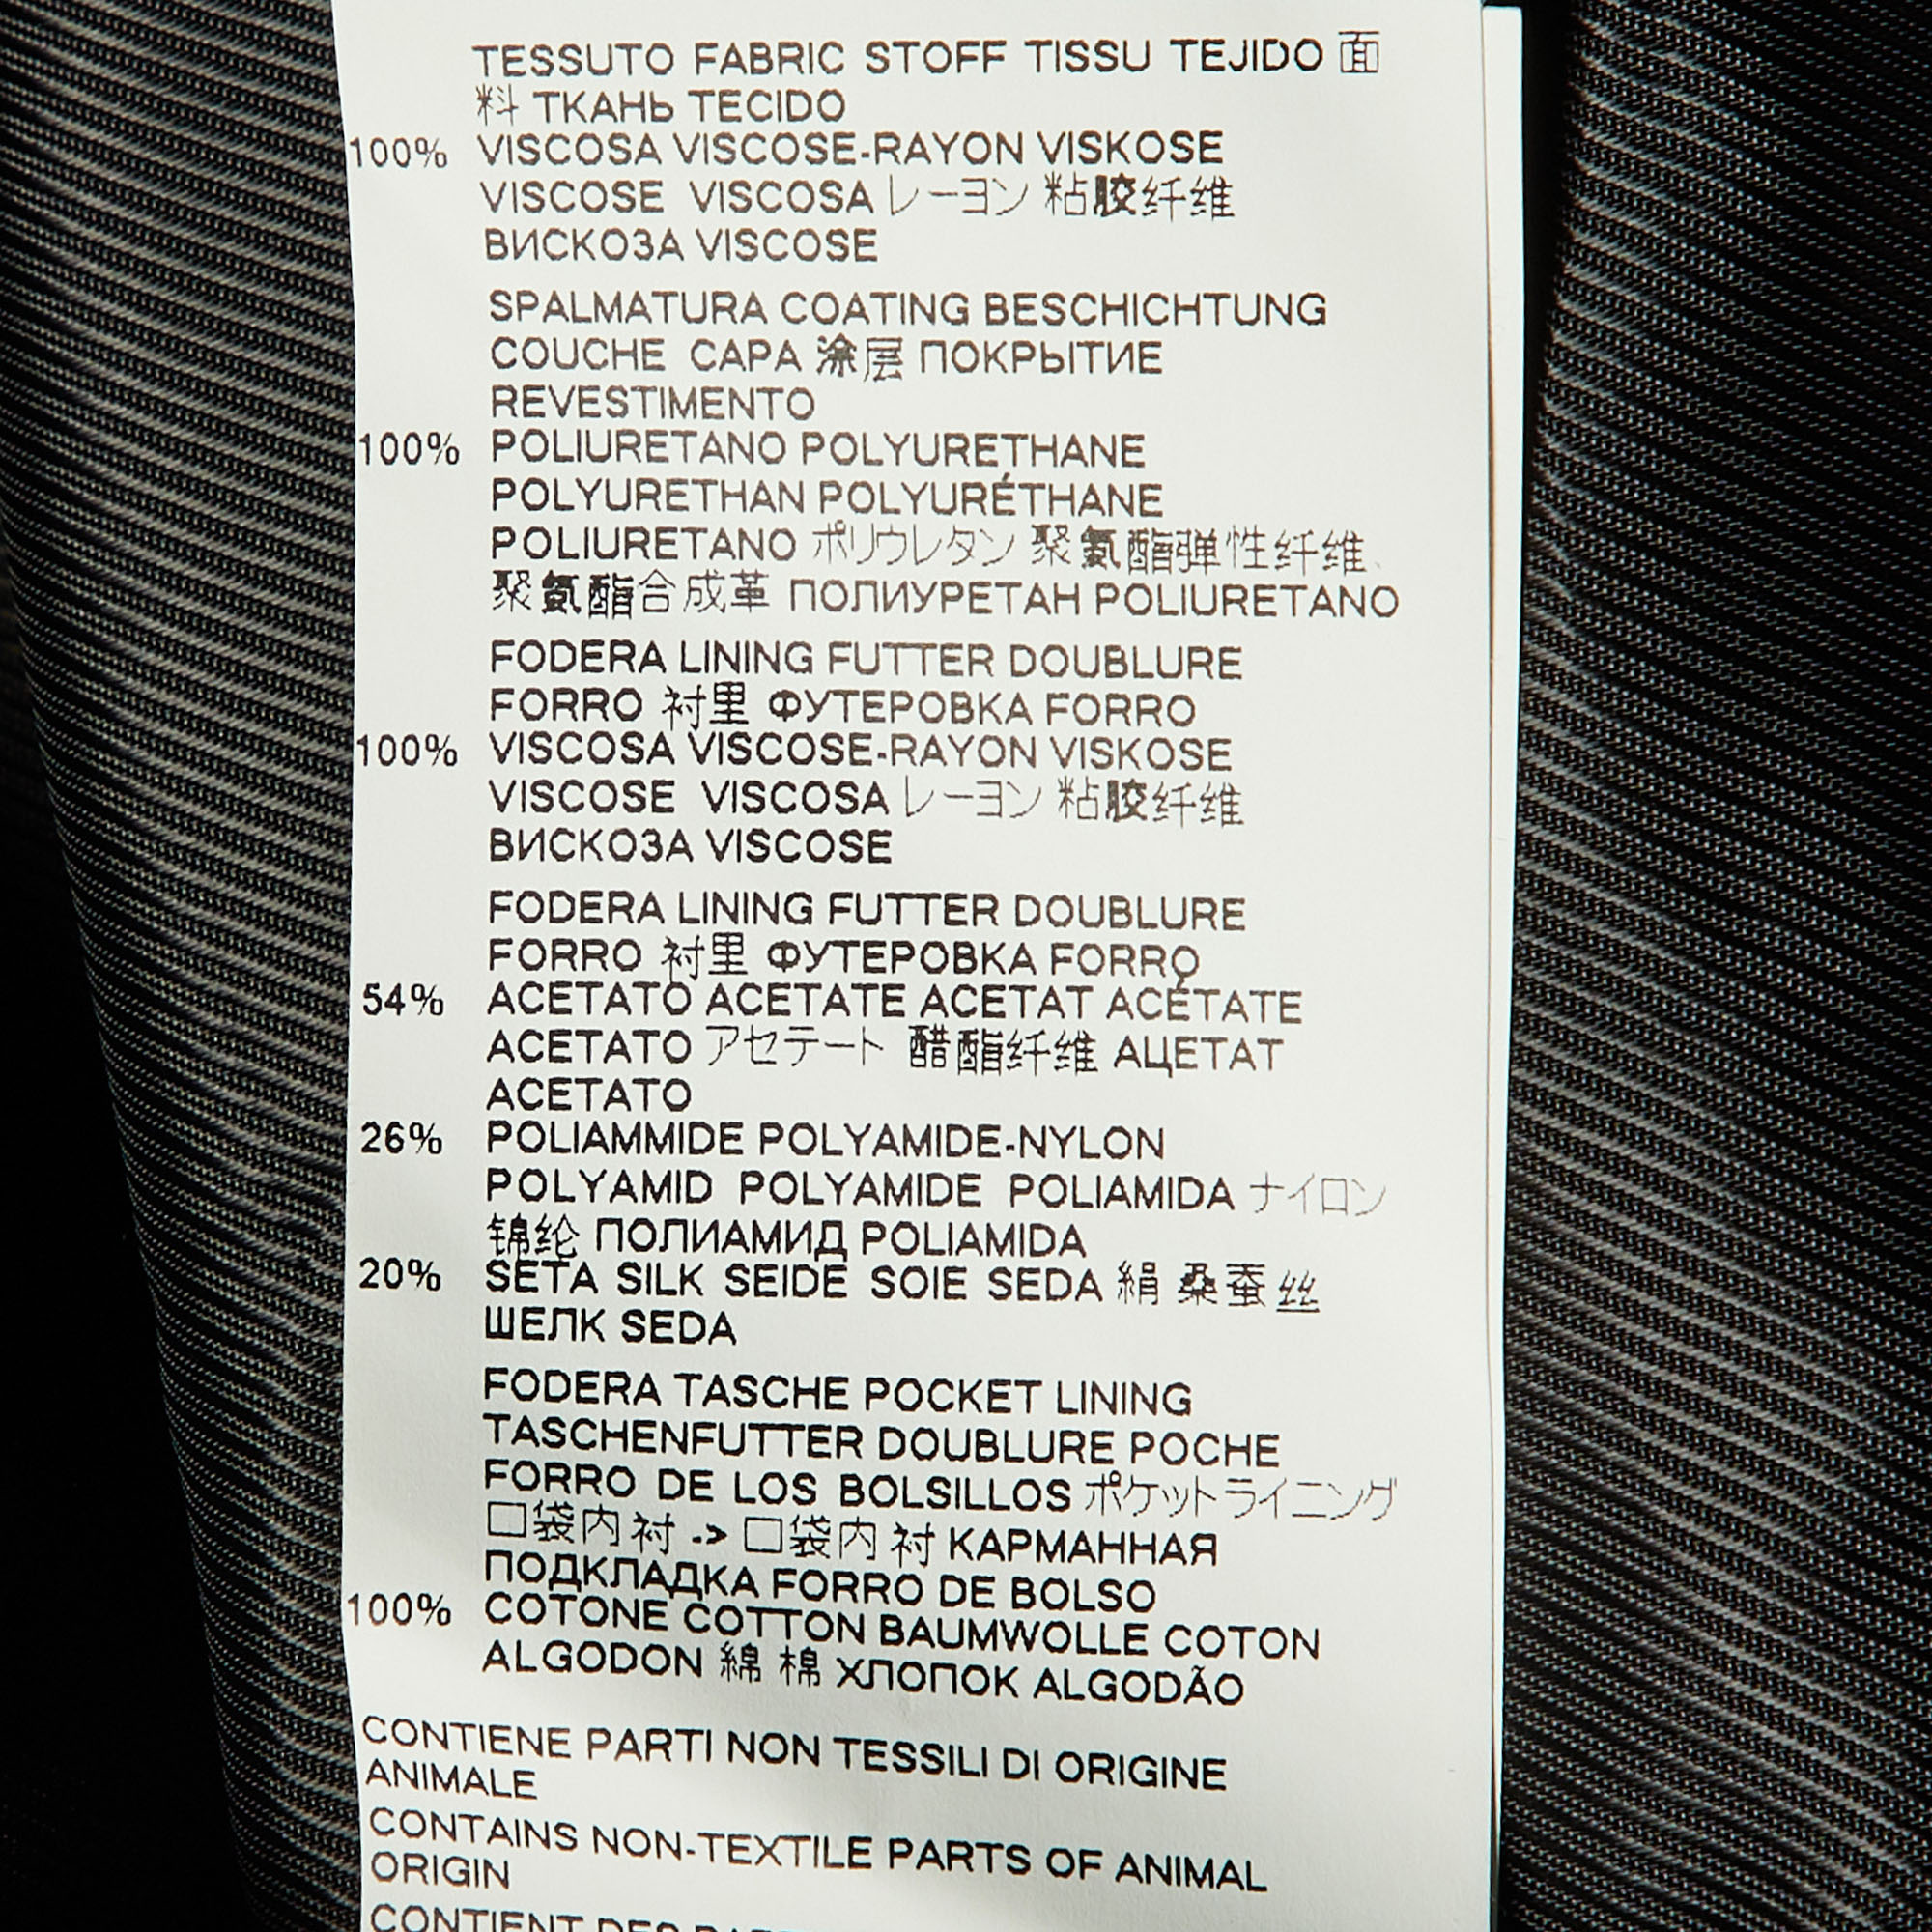 TESSUTO FABRIC STOFF TISSU TEJIDO 面
料 ТКАНЬ TECIDO
100% VISCOSA VISCOSE-RAYON VISKOSE
VISCOSE VISCOSA レーヨン 粘胶纤维
ВИСКОЗА VISCOSE
SPALMATURA COATING BESCHICHTUNG
COUCHE CAPA 涂层 ПОКРЫТИЕ
REVESTIMENTO
100% POLIURETANO POLYURETHANE
POLYURETHAN POLYURÉTHANE
POLIURETANO ポリウレタン 聚氨酯弹性纤维、
聚氨酯合成革 ПОЛИУРЕТАН POLIURETANO
FODERA LINING FUTTER DOUBLURE
FORRO 衬里 ФУТЕРОВКА FORRO
100% VISCOSA VISCOSE-RAYON VISKOSE
VISCOSE VISCOSA レーヨン 粘胶纤维
ВИСКОЗА VISCOSE
FODERA LINING FUTTER DOUBLURE
FORRO 衬里 ФУТЕРОВКА FORRO
54% ACETATO ACETATE ACETAT ACÉTATE
ACETATO アセテート 醋酯纤维 АЦЕТАТ
ACETATO
26% POLIAMMIDE POLYAMIDE-NYLON
POLYAMID POLYAMIDE POLIAMIDA ナイロン
锦纶 ПОЛИАМИД POLIAMIDA
20% SETA SILK SEIDE SOIE SEDA 絹 桑蚕丝
ШЕЛК SEDA
FODERA TASCHE POCKET LINING
TASCHENFUTTER DOUBLURE POCHE
FORRO DE LOS BOLSILLOS ポケットライニング
口袋内衬 -> 口袋内衬 КАРМАННАЯ
ПОДКЛАДКА FORRO DE BOLSO
100% COTONE COTTON BAUMWOLLE COTON
ALGODON 綿 棉 ХЛОПОК ALGODÃO
CONTIENE PARTI NON TESSILI DI ORIGINE
ANIMALE
CONTAINS NON-TEXTILE PARTS OF ANIMAL
ORIGIN
CONTIENT DES